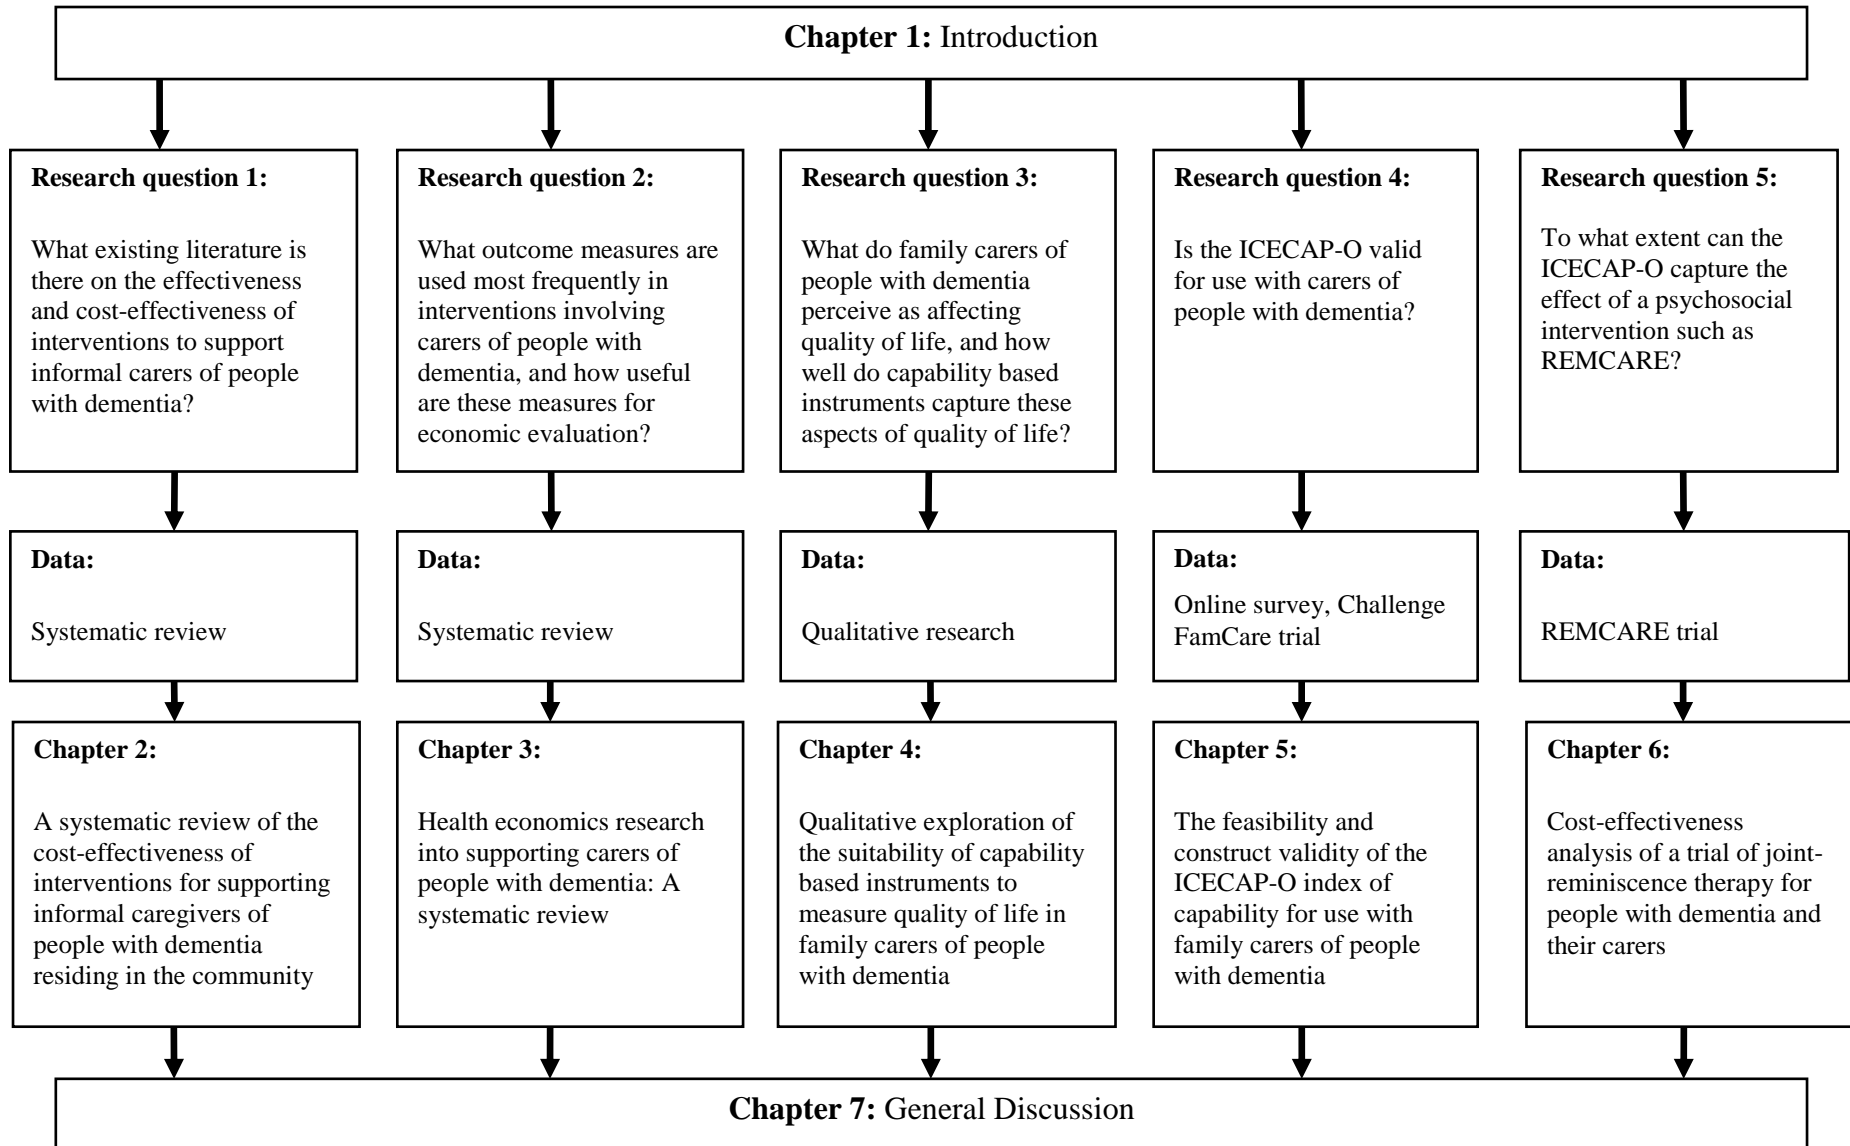 Chapter 1: Introduction
Research question 1:
What existing literature is
there on the effectiveness
and cost-effectiveness of
interventions to support
informal carers of people
with dementia?
Research question 2:
What outcome measures are
used most frequently in
interventions involving
carers of people with
dementia, and how useful
are these measures for
economic evaluation?
Research question 3:
What do family carers of
people with dementia
perceive as affecting
quality of life, and how
well do capability based
instruments capture these
aspects of quality of life?
Research question 4:
Is the ICECAP-O valid
for use with carers of
people with dementia?
Research question 5:
To what extent can the
ICECAP-O capture the
effect of a psychosocial
intervention such as
REMCARE?
Data:
Systematic review
Data:
Systematic review
Data:
Qualitative research
Data:
Online survey, Challenge
FamCare trial
Data:
REMCARE trial
Chapter 2:
A systematic review of the
cost-effectiveness of
interventions for supporting
informal caregivers of
people with dementia
residing in the community
Chapter 3:
Health economics research
into supporting carers of
people with dementia: A
systematic review
Chapter 4:
Qualitative exploration of
the suitability of capability
based instruments to
measure quality of life in
family carers of people
with dementia
Chapter 5:
The feasibility and
construct validity of the
ICECAP-O index of
capability for use with
family carers of people
with dementia
Chapter 6:
Cost-effectiveness
analysis of a trial of joint-
reminiscence therapy for
people with dementia and
their carers
Chapter 7: General Discussion